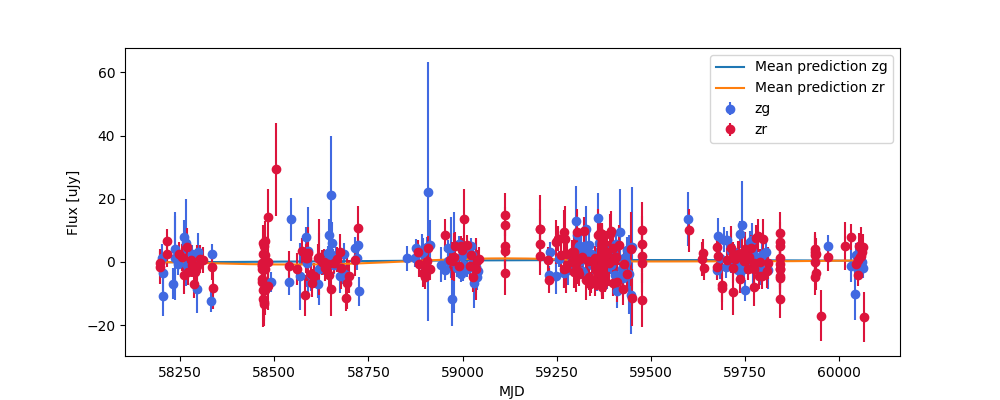 60
40
20
0
−20
Flux [uJy]
58250 58500 58750 59000 59250 59500 59750 60000
MJD
Mean prediction zg
Mean prediction zr
zg
zr